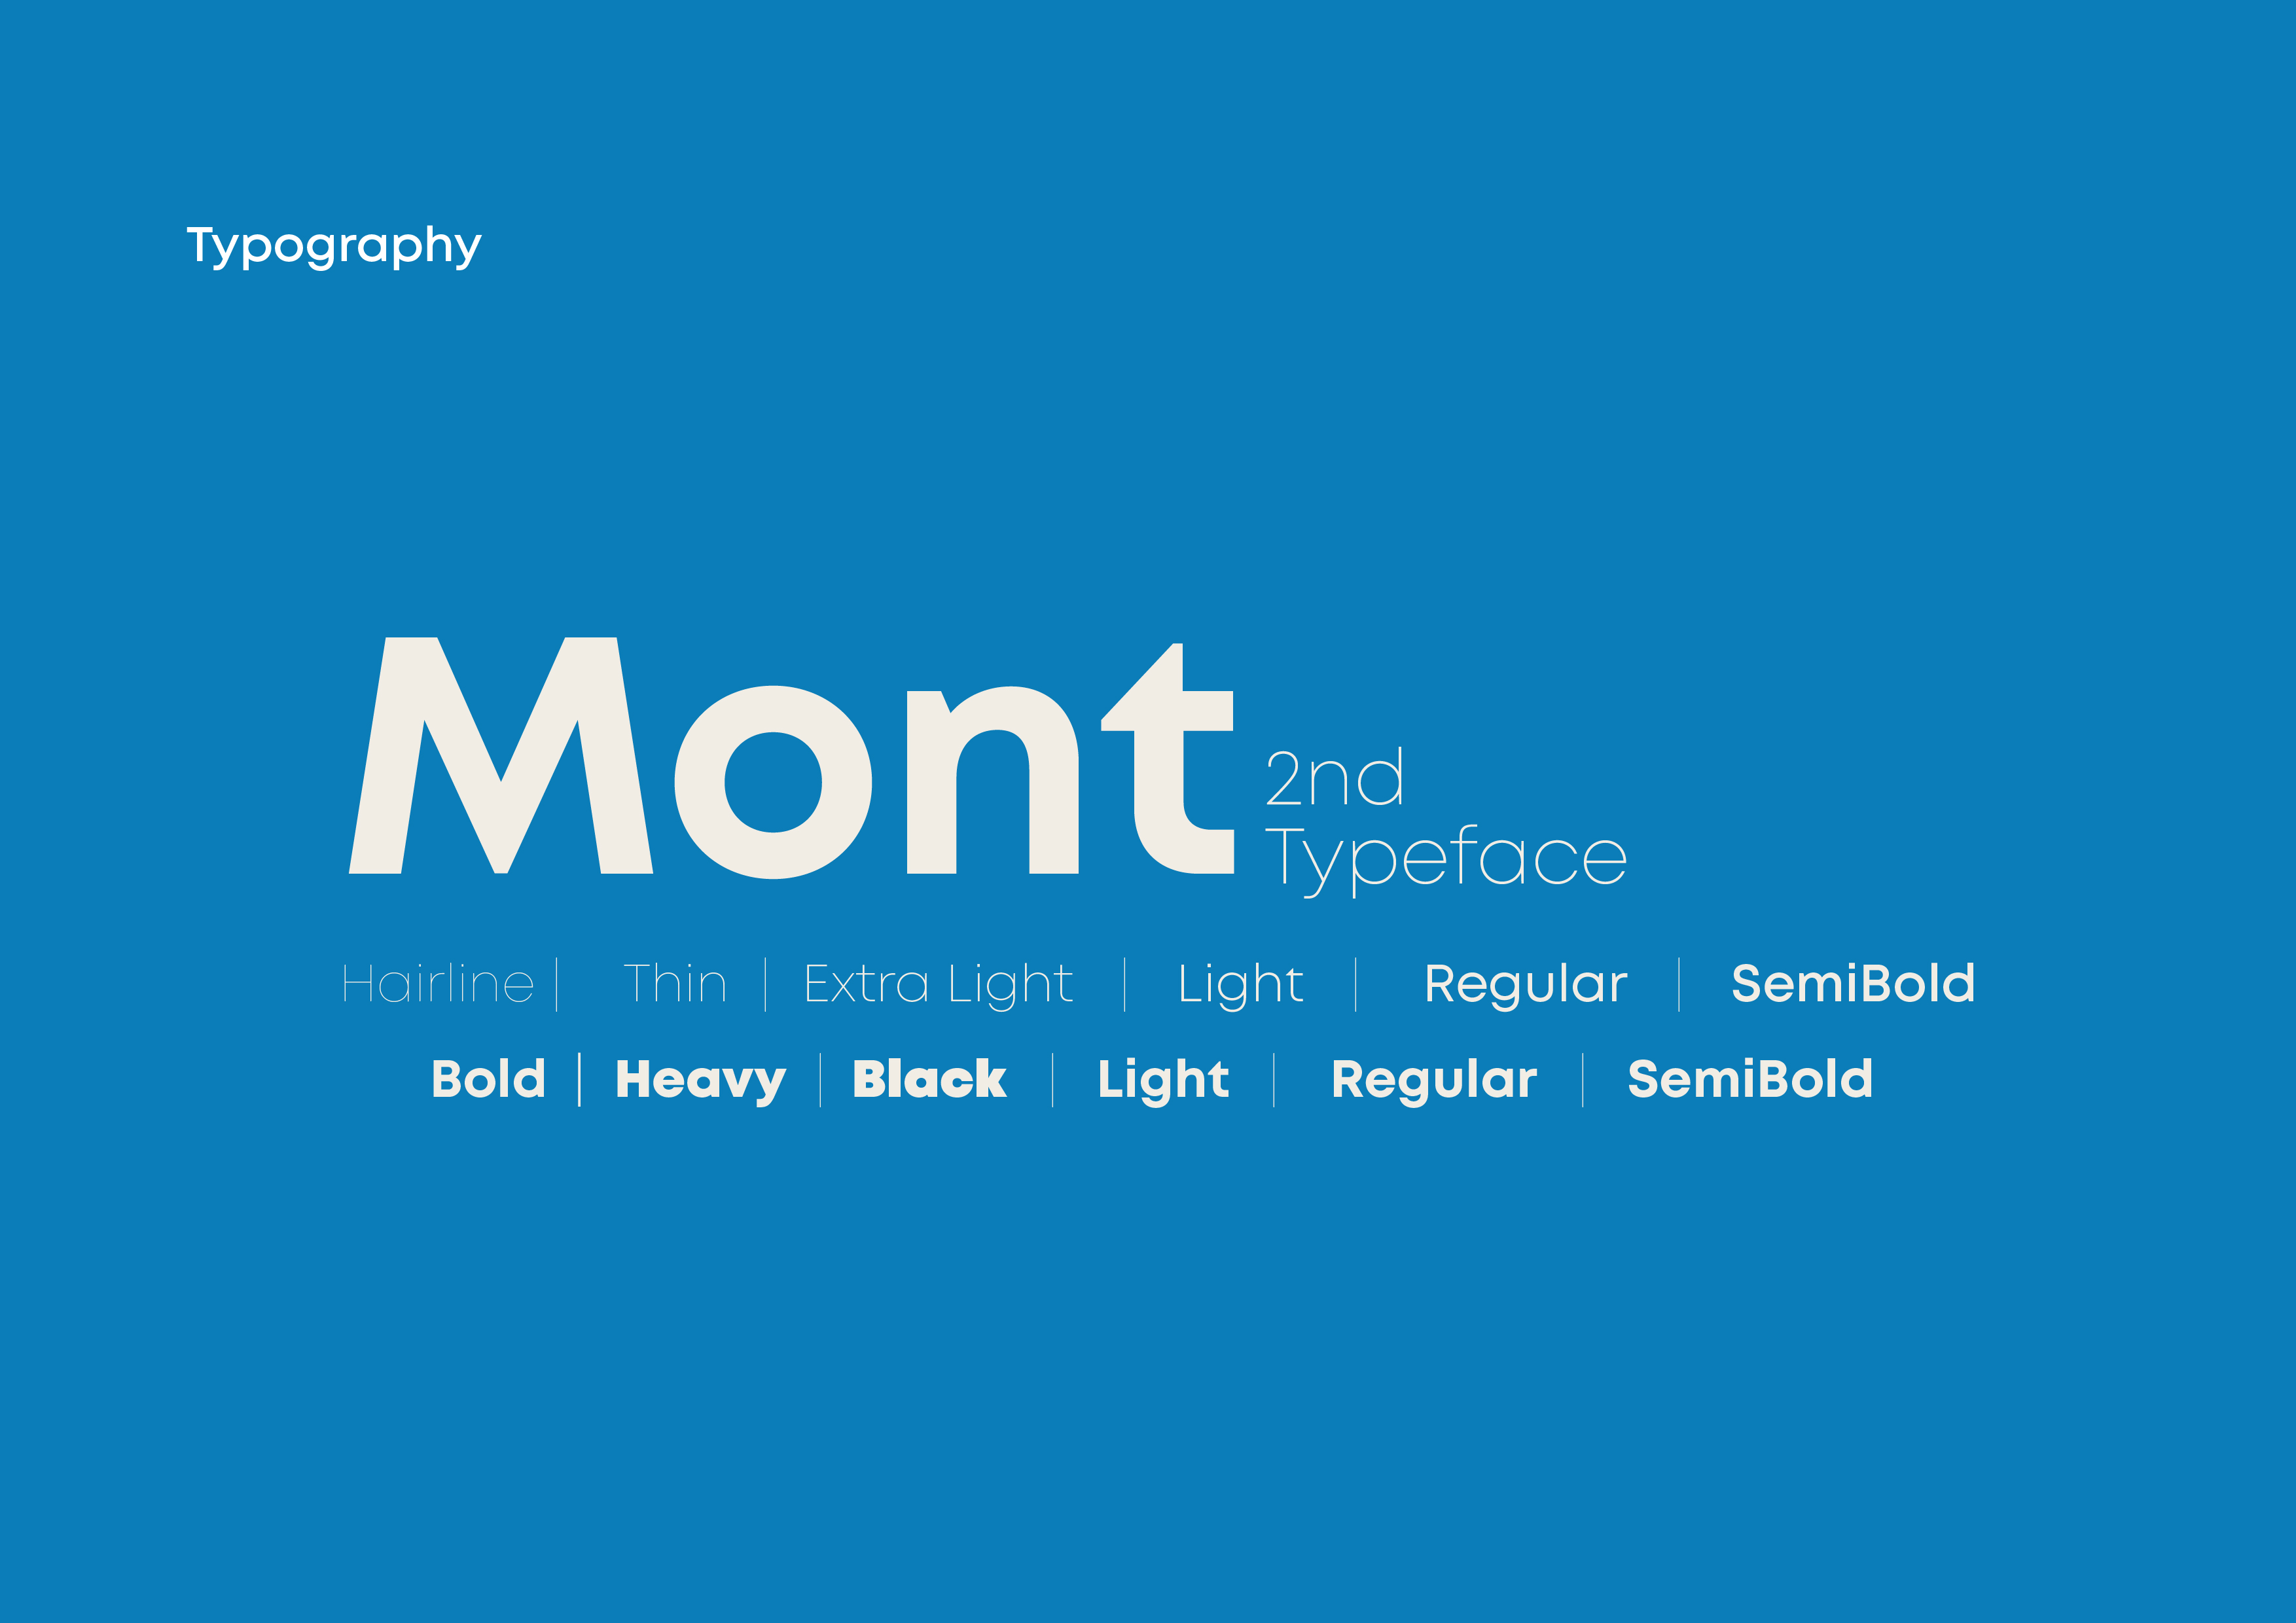 Typography
Mont
2nd
Typeface
Hairline | Thin | Extra Light | Light | Regular | SemiBold
Bold | Heavy | Black | Light | Regular | SemiBold